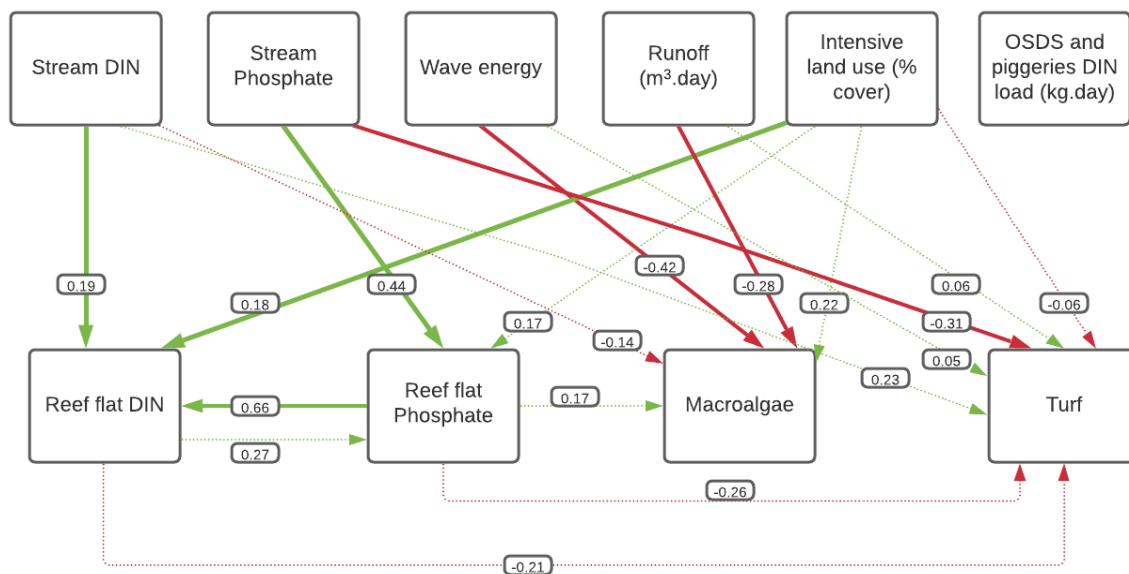 Stream DIN
Stream
Phosphate
Wave energy
Runoff
(m³.day)
Intensive
land use (%
cover)
OSDS and
piggeries DIN
load (kg.day)
0.19
0.18
0.44
-0.42
-0.28
0.22
0.06
-0.06
-0.31
0.17
-0.14
0.05
0.23
Reef flat DIN
0.66
0.27
Reef flat
Phosphate
0.17
Macroalgae
Turf
-0.26
-0.21